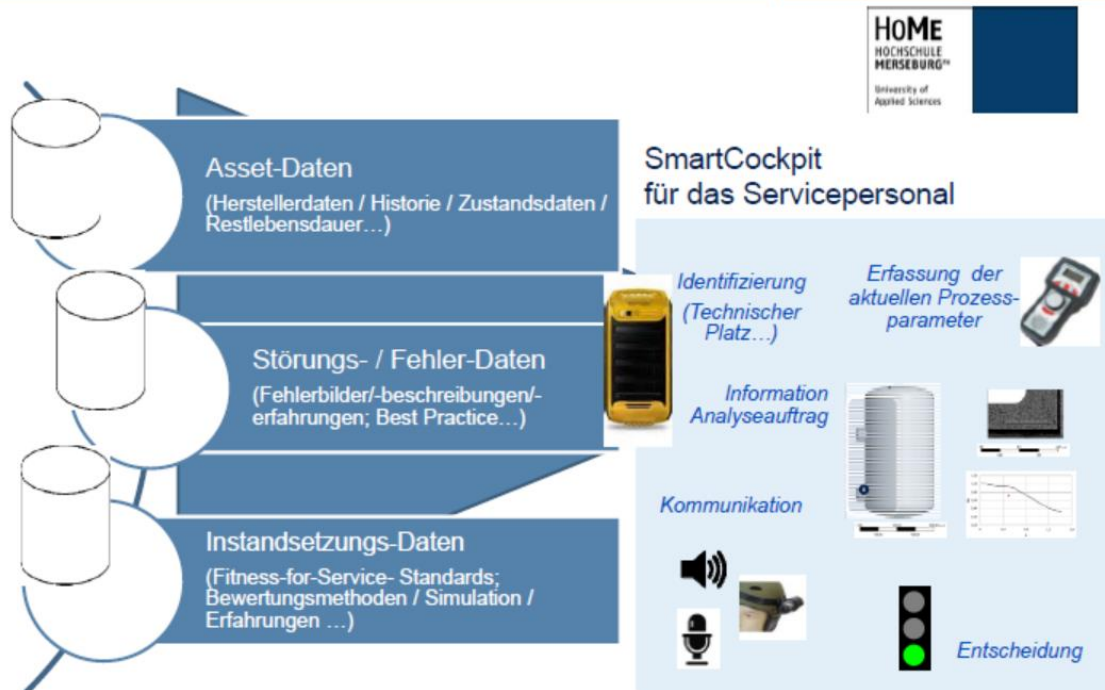 HOME
HOCHSCHULE
MERSEBURG
University of
Applied Sciences
Asset-Daten
(Herstellerdaten / Historie / Zustandsdaten /
Restlebensdauer…)
Störungs- / Fehler-Daten
(Fehlerbilder/-beschreibungen/-
erfahrungen; Best Practice…)
Instandsetzungs-Daten
(Fitness-for-Service- Standards;
Bewertungsmethoden / Simulation /
Erfahrungen …)
SmartCockpit
für das Servicepersonal
Identifizierung
(Technischer
Platz…)
Erfassung der
aktuellen Prozess-
parameter
Information
Analyseauftrag
Kommunikation
Entscheidung